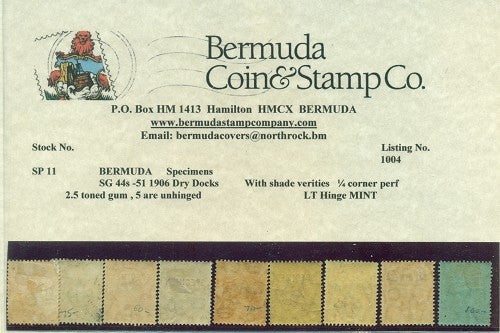 Bermuda
Coin&Stamp Co.
P.O. Box HM 1413 Hamilton HMCX BERMUDA
www.bermudastampcompany.com
Email: bermudacovers@northrock.bm
Stock No. Listing No.
1004
SP 11 BERMUDA Specimens
SG 44s -51 1906 Dry Docks With shade verities ¼ corner perf
2.5 toned gum , 5 are unhinged LT Hinge MINT